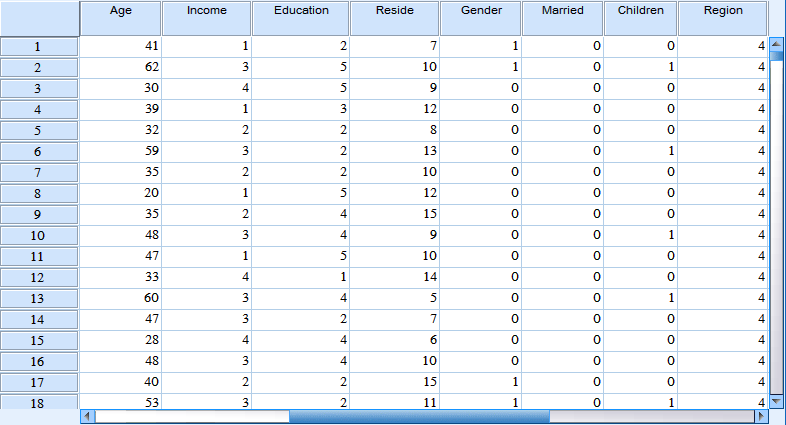 Age Income Education Reside Gender Married Children Region
1 41 1 2 7 1 0 0 4
2 62 3 5 10 1 0 1 4
3 30 4 5 9 0 0 0 4
4 39 1 3 12 0 0 0 4
5 32 2 2 8 0 0 0 4
6 59 3 2 13 0 0 1 4
7 35 2 2 10 0 0 0 4
8 20 1 5 12 0 0 0 4
9 35 2 4 15 0 0 0 4
10 48 3 4 9 0 0 1 4
11 47 1 5 10 0 0 0 4
12 33 4 1 14 0 0 0 4
13 60 3 4 5 0 0 1 4
14 47 3 2 7 0 0 0 4
15 28 4 4 6 0 0 0 4
16 48 3 4 10 0 0 0 4
17 40 2 2 15 1 0 0 4
18 53 3 2 11 1 0 1 4